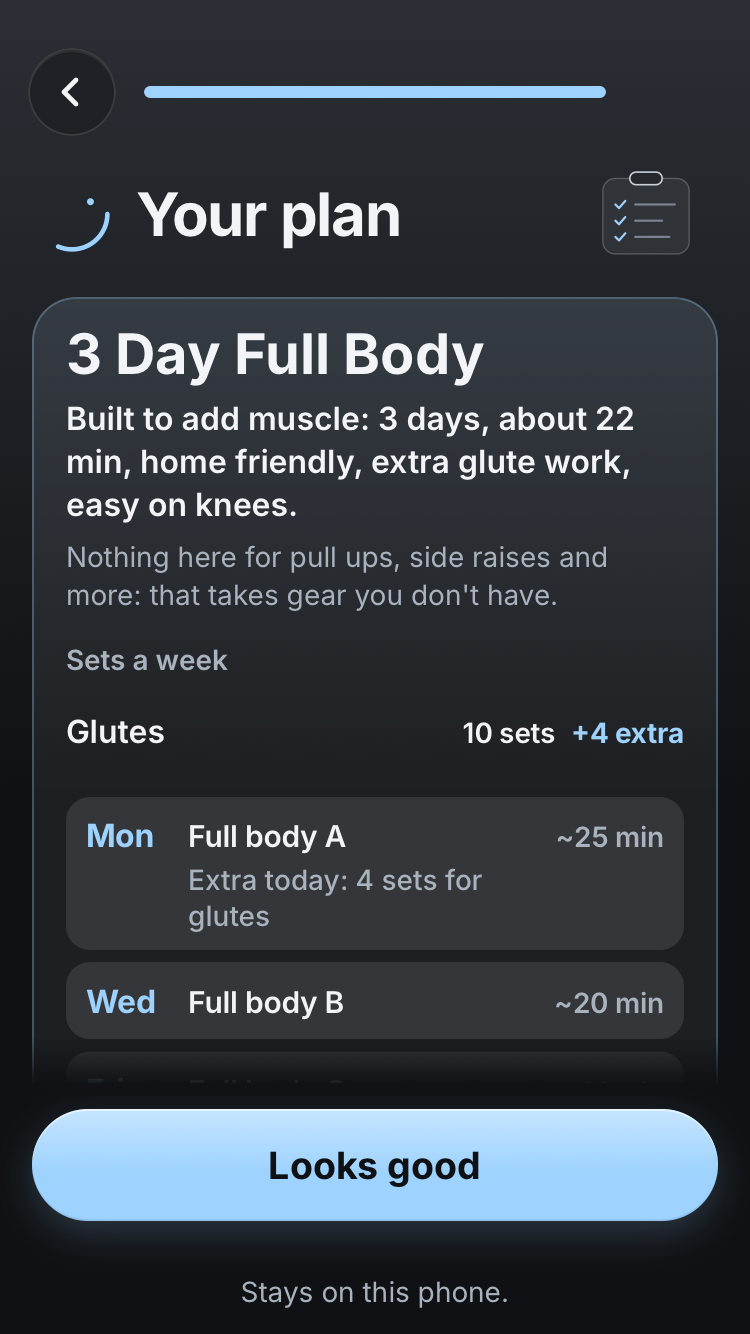 Your plan
3 Day Full Body
Built to add muscle: 3 days, about 22
min, home friendly, extra glute work,
easy on knees.
Nothing here for pull ups, side raises and
more: that takes gear you don't have.
Sets a week
Glutes 10 sets +4 extra
Mon Full body A ~25 min
Extra today: 4 sets for
glutes
Wed Full body B ~20 min
Looks good
Stays on this phone.